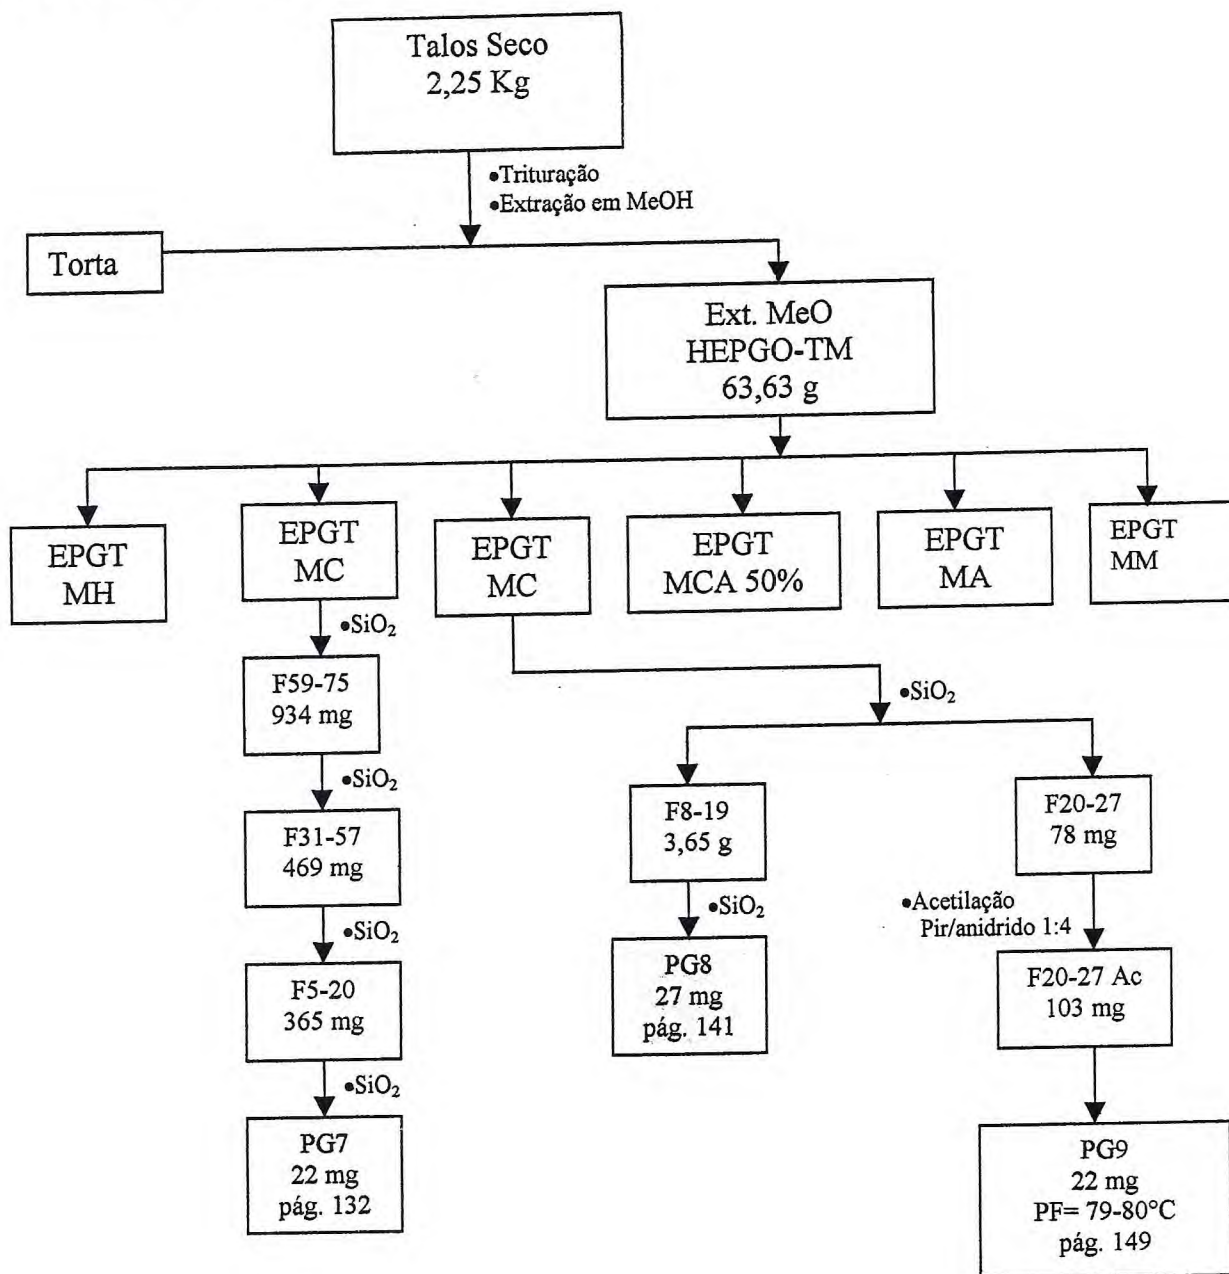 Talos Seco
2,25 Kg
•Trituração
•Extração em MeOH
Torta
Ext. MeO
HEPGO-TM
63,63 g
EPGT
MH
EPGT
MC
EPGT
MC
EPGT
MCA 50%
EPGT
MA
EPGT
MM
•SiO₂
F59-75
934 mg
•SiO₂
F31-57
469 mg
•SiO₂
F5-20
365 mg
•SiO₂
PG7
22 mg
pág. 132
•SiO₂
F8-19
3,65 g
•SiO₂
PG8
27 mg
pág. 141
F20-27
78 mg
•Acetilação
Pir/anidrido 1:4
F20-27 Ac
103 mg
PG9
22 mg
PF= 79-80°C
pág. 149